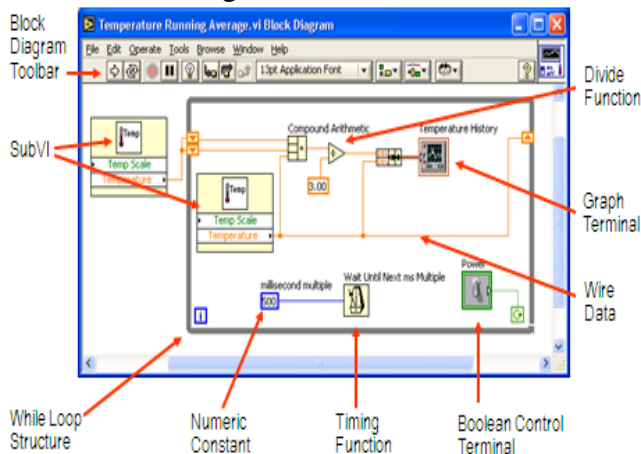 Block
Diagram
Toolbar
Temperature Running Average.vi Block Diagram
File Edit Operate Tools Browse Window Help
13pt Application Font
Divide
Function
SubVI
Temp
Temp Scale
Temperature
Compound Arithmetic
Temperature History
3.00
Temp
Temp Scale
Temperature
Graph
Terminal
millisecond multiple
500
Wait Until Next ms Multiple
Power
i
Wire
Data
While Loop
Structure
Numeric
Constant
Timing
Function
Boolean Control
Terminal